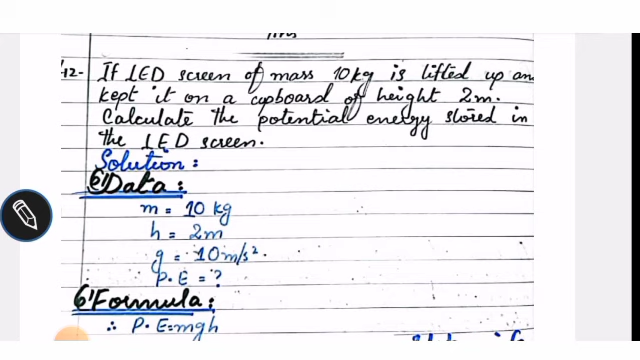 12- If LED screen of mass 10kg is lifted up an
kept it on a cupboard of height 2m.
Calculate the potential energy stored in
the LED screen.
Solution:
Data:
m = 10 kg
h = 2m
g = 10m/s².
P.E = ?
Formula:
∴ P.E=mgh